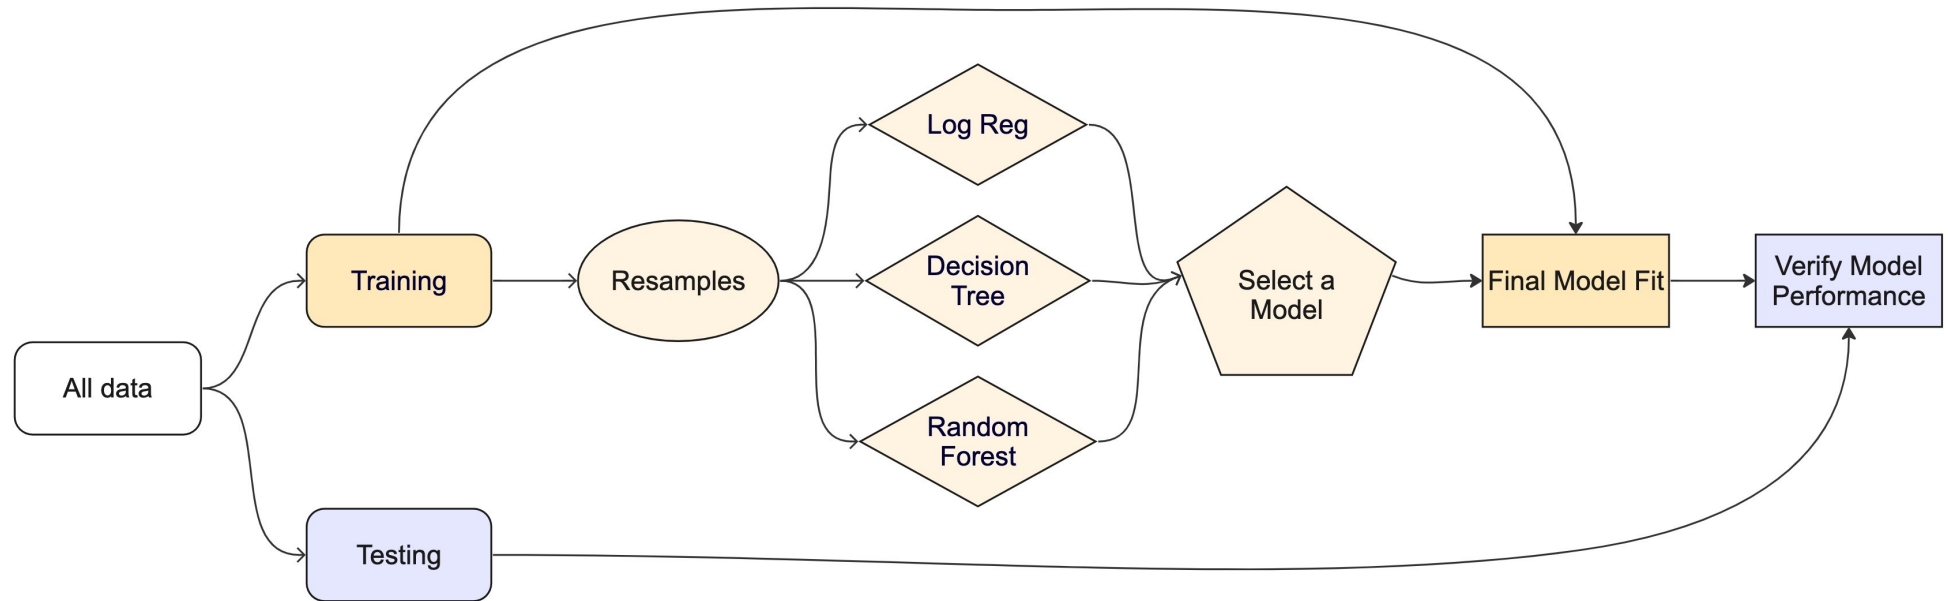 All data
Training
Testing
Resamples
Log Reg
Decision
Tree
Random
Forest
Select a
Model
Final Model Fit
Verify Model
Performance